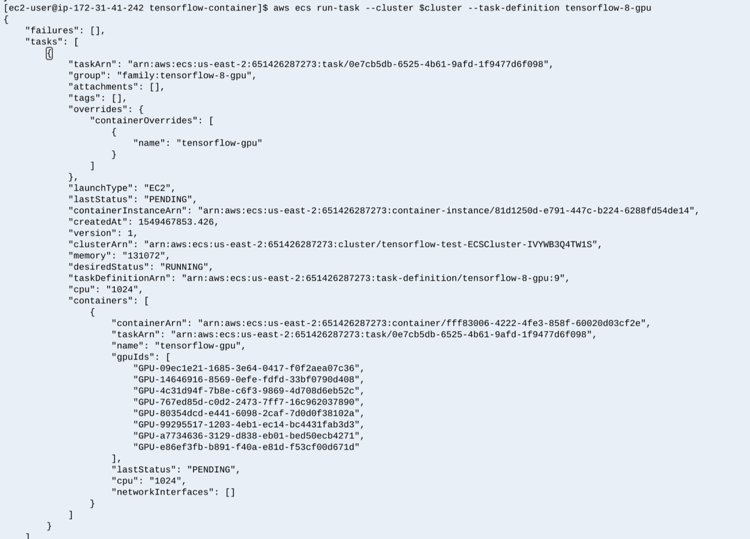 [ec2-user@ip-172-31-41-242 tensorflow-container]$ aws ecs run-task --cluster $cluster --task-definition tensorflow-8-gpu
{
    "failures": [],
    "tasks": [
        {
            "taskArn": "arn:aws:ecs:us-east-2:651426287273:task/0e7cb5db-6525-4b61-9afd-1f9477d6f098",
            "group": "family:tensorflow-8-gpu",
            "attachments": [],
            "tags": [],
            "overrides": {
                "containerOverrides": [
                    {
                        "name": "tensorflow-gpu"
                    }
                ]
            },
            "launchType": "EC2",
            "lastStatus": "PENDING",
            "containerInstanceArn": "arn:aws:ecs:us-east-2:651426287273:container-instance/81d1250d-e791-447c-b224-6288fd54de14",
            "createdAt": 1549467853.426,
            "version": 1,
            "clusterArn": "arn:aws:ecs:us-east-2:651426287273:cluster/tensorflow-test-ECSCluster-IVYWB3Q4TW1S",
            "memory": "131072",
            "desiredStatus": "RUNNING",
            "taskDefinitionArn": "arn:aws:ecs:us-east-2:651426287273:task-definition/tensorflow-8-gpu:9",
            "cpu": "1024",
            "containers": [
                {
                    "containerArn": "arn:aws:ecs:us-east-2:651426287273:container/fff83006-4222-4fe3-858f-60020d03cf2e",
                    "taskArn": "arn:aws:ecs:us-east-2:651426287273:task/0e7cb5db-6525-4b61-9afd-1f9477d6f098",
                    "name": "tensorflow-gpu",
                    "gpuIds": [
                        "GPU-09ec1e21-1685-3e64-0417-f0f2aea07c36",
                        "GPU-14646916-8569-0efe-fdfd-33bf0790d408",
                        "GPU-4c31d94f-7b8e-c6f3-9869-4d708d6eb52c",
                        "GPU-767ed85d-c0d2-2473-7ff7-16c962037890",
                        "GPU-80354dcd-e441-6098-2caf-7d0d0f38102a",
                        "GPU-99295517-1203-4eb1-ec14-bc4431fab3d3",
                        "GPU-a7734636-3129-d838-eb01-bed50ecb4271",
                        "GPU-e86ef3fb-b891-f40a-e81d-f53cf00d671d"
                    ],
                    "lastStatus": "PENDING",
                    "cpu": "1024",
                    "networkInterfaces": []
                }
            ]
        }
    ]